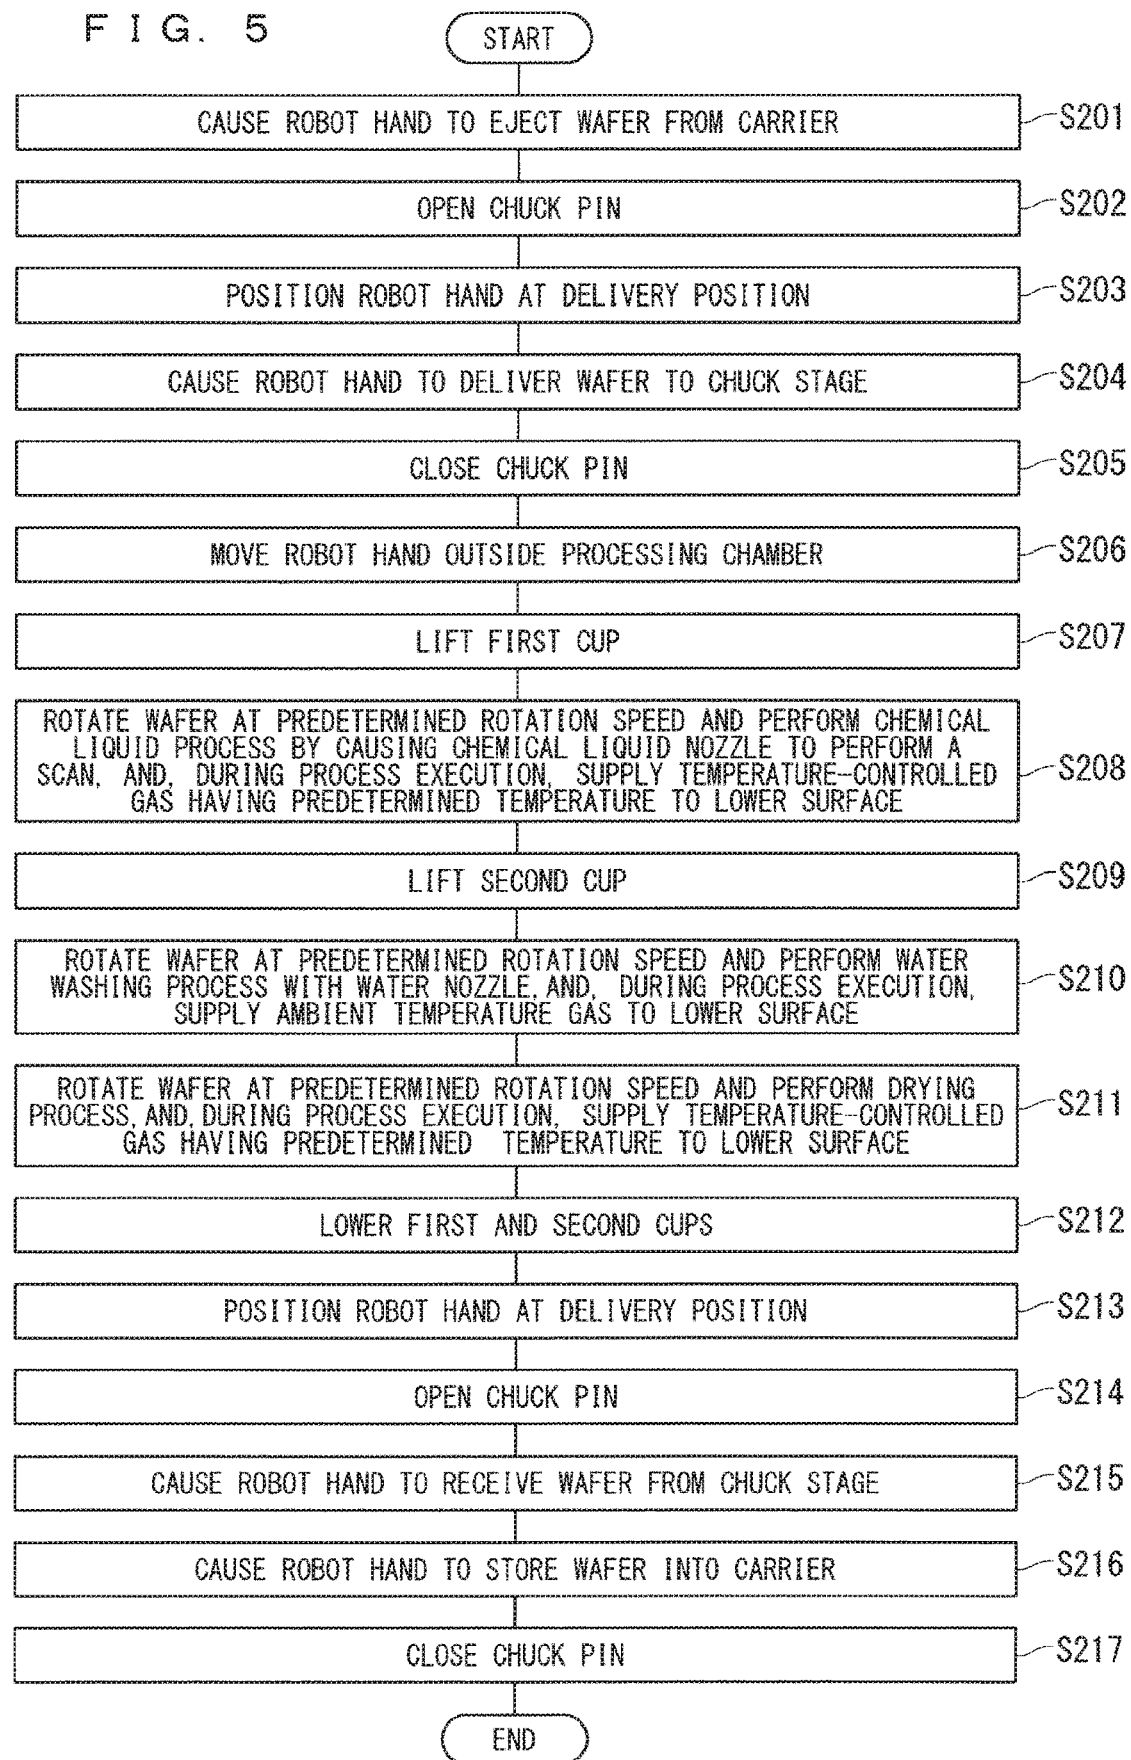 FIG. 5
START
CAUSE ROBOT HAND TO EJECT WAFER FROM CARRIER
S201
OPEN CHUCK PIN
S202
POSITION ROBOT HAND AT DELIVERY POSITION
S203
CAUSE ROBOT HAND TO DELIVER WAFER TO CHUCK STAGE
S204
CLOSE CHUCK PIN
S205
MOVE ROBOT HAND OUTSIDE PROCESSING CHAMBER
S206
LIFT FIRST CUP
S207
ROTATE WAFER AT PREDETERMINED ROTATION SPEED AND PERFORM CHEMICAL
LIQUID PROCESS BY CAUSING CHEMICAL LIQUID NOZZLE TO PERFORM A
SCAN, AND, DURING PROCESS EXECUTION, SUPPLY TEMPERATURE-CONTROLLED
GAS HAVING PREDETERMINED TEMPERATURE TO LOWER SURFACE
S208
LIFT SECOND CUP
S209
ROTATE WAFER AT PREDETERMINED ROTATION SPEED AND PERFORM WATER
WASHING PROCESS WITH WATER NOZZLE, AND, DURING PROCESS EXECUTION,
SUPPLY AMBIENT TEMPERATURE GAS TO LOWER SURFACE
S210
ROTATE WAFER AT PREDETERMINED ROTATION SPEED AND PERFORM DRYING
PROCESS, AND, DURING PROCESS EXECUTION, SUPPLY TEMPERATURE-CONTROLLED
GAS HAVING PREDETERMINED TEMPERATURE TO LOWER SURFACE
S211
LOWER FIRST AND SECOND CUPS
S212
POSITION ROBOT HAND AT DELIVERY POSITION
S213
OPEN CHUCK PIN
S214
CAUSE ROBOT HAND TO RECEIVE WAFER FROM CHUCK STAGE
S215
CAUSE ROBOT HAND TO STORE WAFER INTO CARRIER
S216
CLOSE CHUCK PIN
S217
END